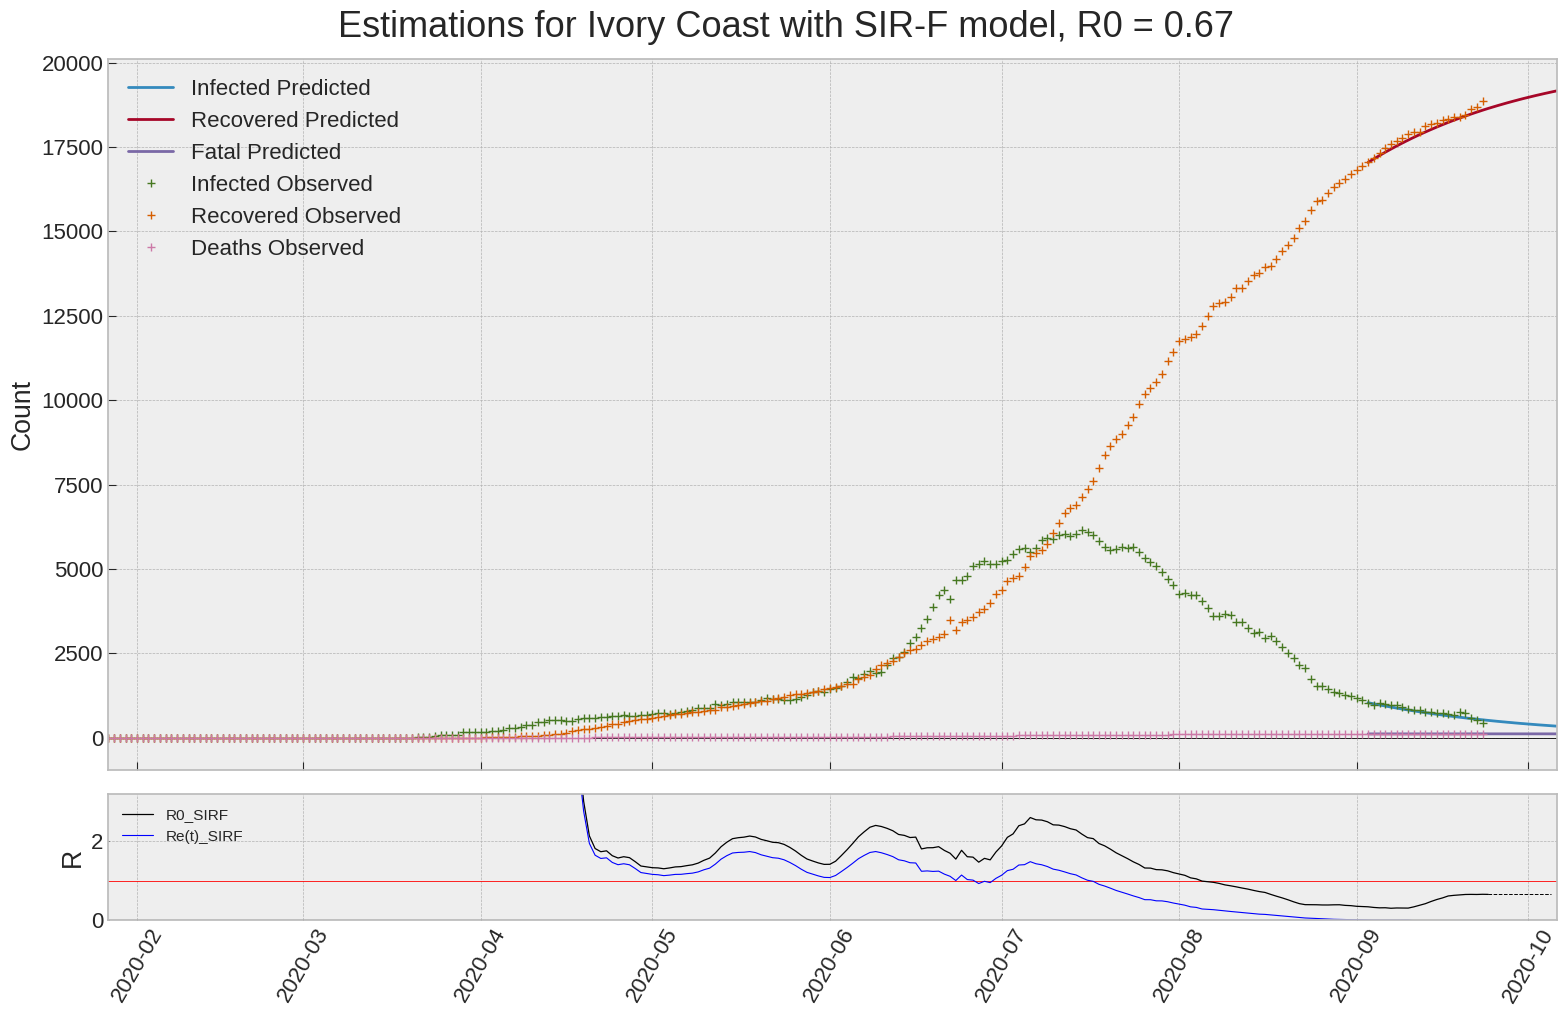 Estimations for Ivory Coast with SIR-F model, R0 = 0.67
20000
17500
15000
12500
10000
7500
5000
2500
0
Count
Infected Predicted
Recovered Predicted
Fatal Predicted
Infected Observed
Recovered Observed
Deaths Observed
2
0
R
R0_SIRF
Re(t)_SIRF
2020-02
2020-03
2020-04
2020-05
2020-06
2020-07
2020-08
2020-09
2020-10